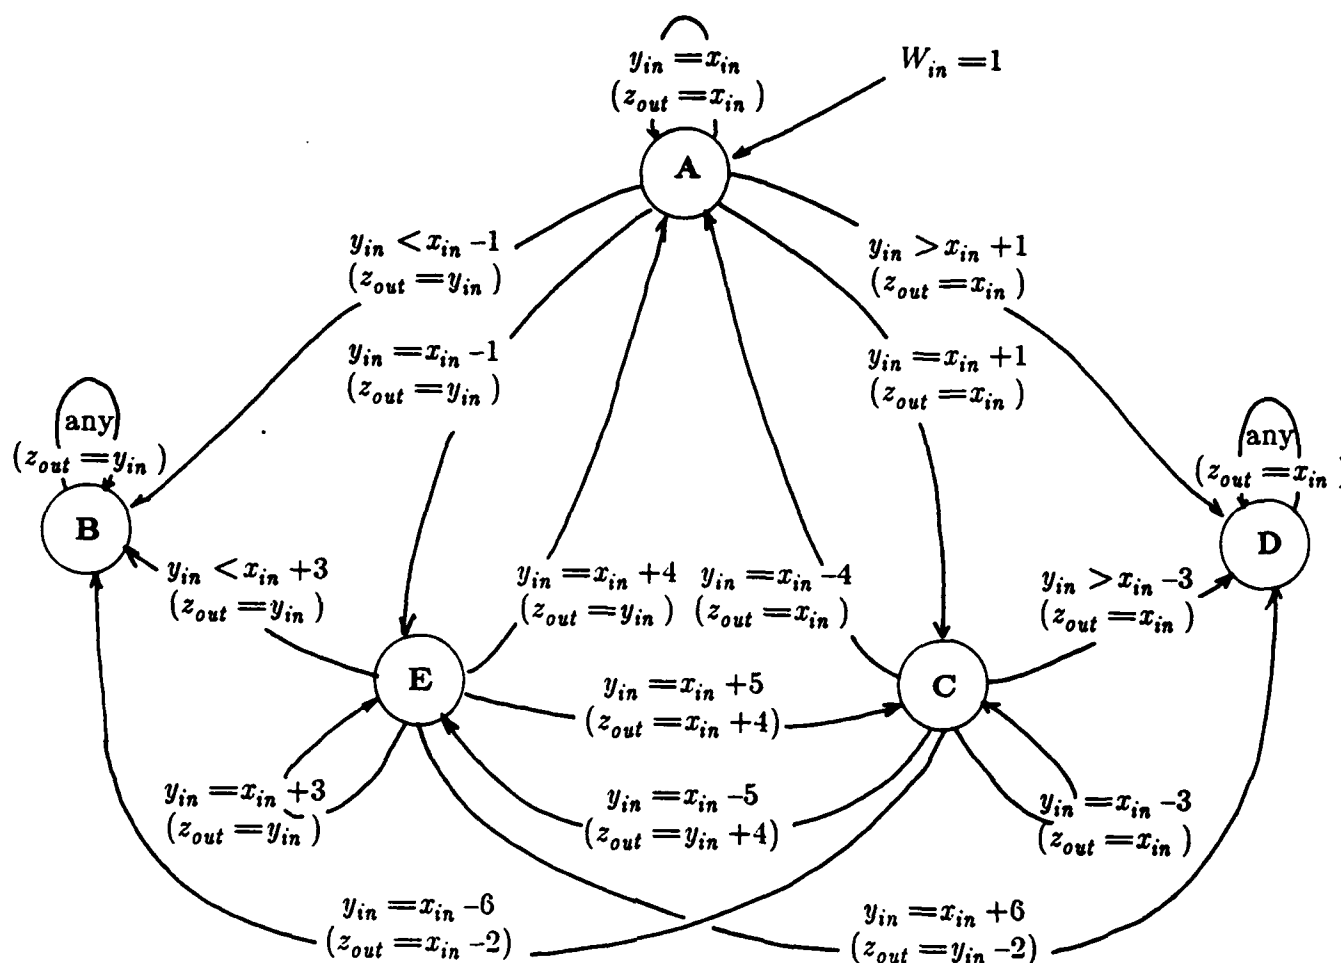 y_in = x_in
(z_out = x_in)
W_in = 1
A
y_in < x_in – 1
(z_out = y_in)
y_in > x_in + 1
(z_out = x_in)
y_in = x_in – 1
(z_out = y_in)
y_in = x_in + 1
(z_out = x_in)
any
(z_out = y_in)
any
(z_out = x_in)
B
D
y_in < x_in + 3
(z_out = y_in)
y_in = x_in + 4
(z_out = y_in)
y_in = x_in – 4
(z_out = x_in)
y_in > x_in – 3
(z_out = x_in)
E
C
y_in = x_in + 5
(z_out = x_in + 4)
y_in = x_in + 3
(z_out = y_in)
y_in = x_in – 5
(z_out = y_in + 4)
y_in = x_in – 3
(z_out = x_in)
y_in = x_in – 6
(z_out = x_in – 2)
y_in = x_in + 6
(z_out = y_in – 2)